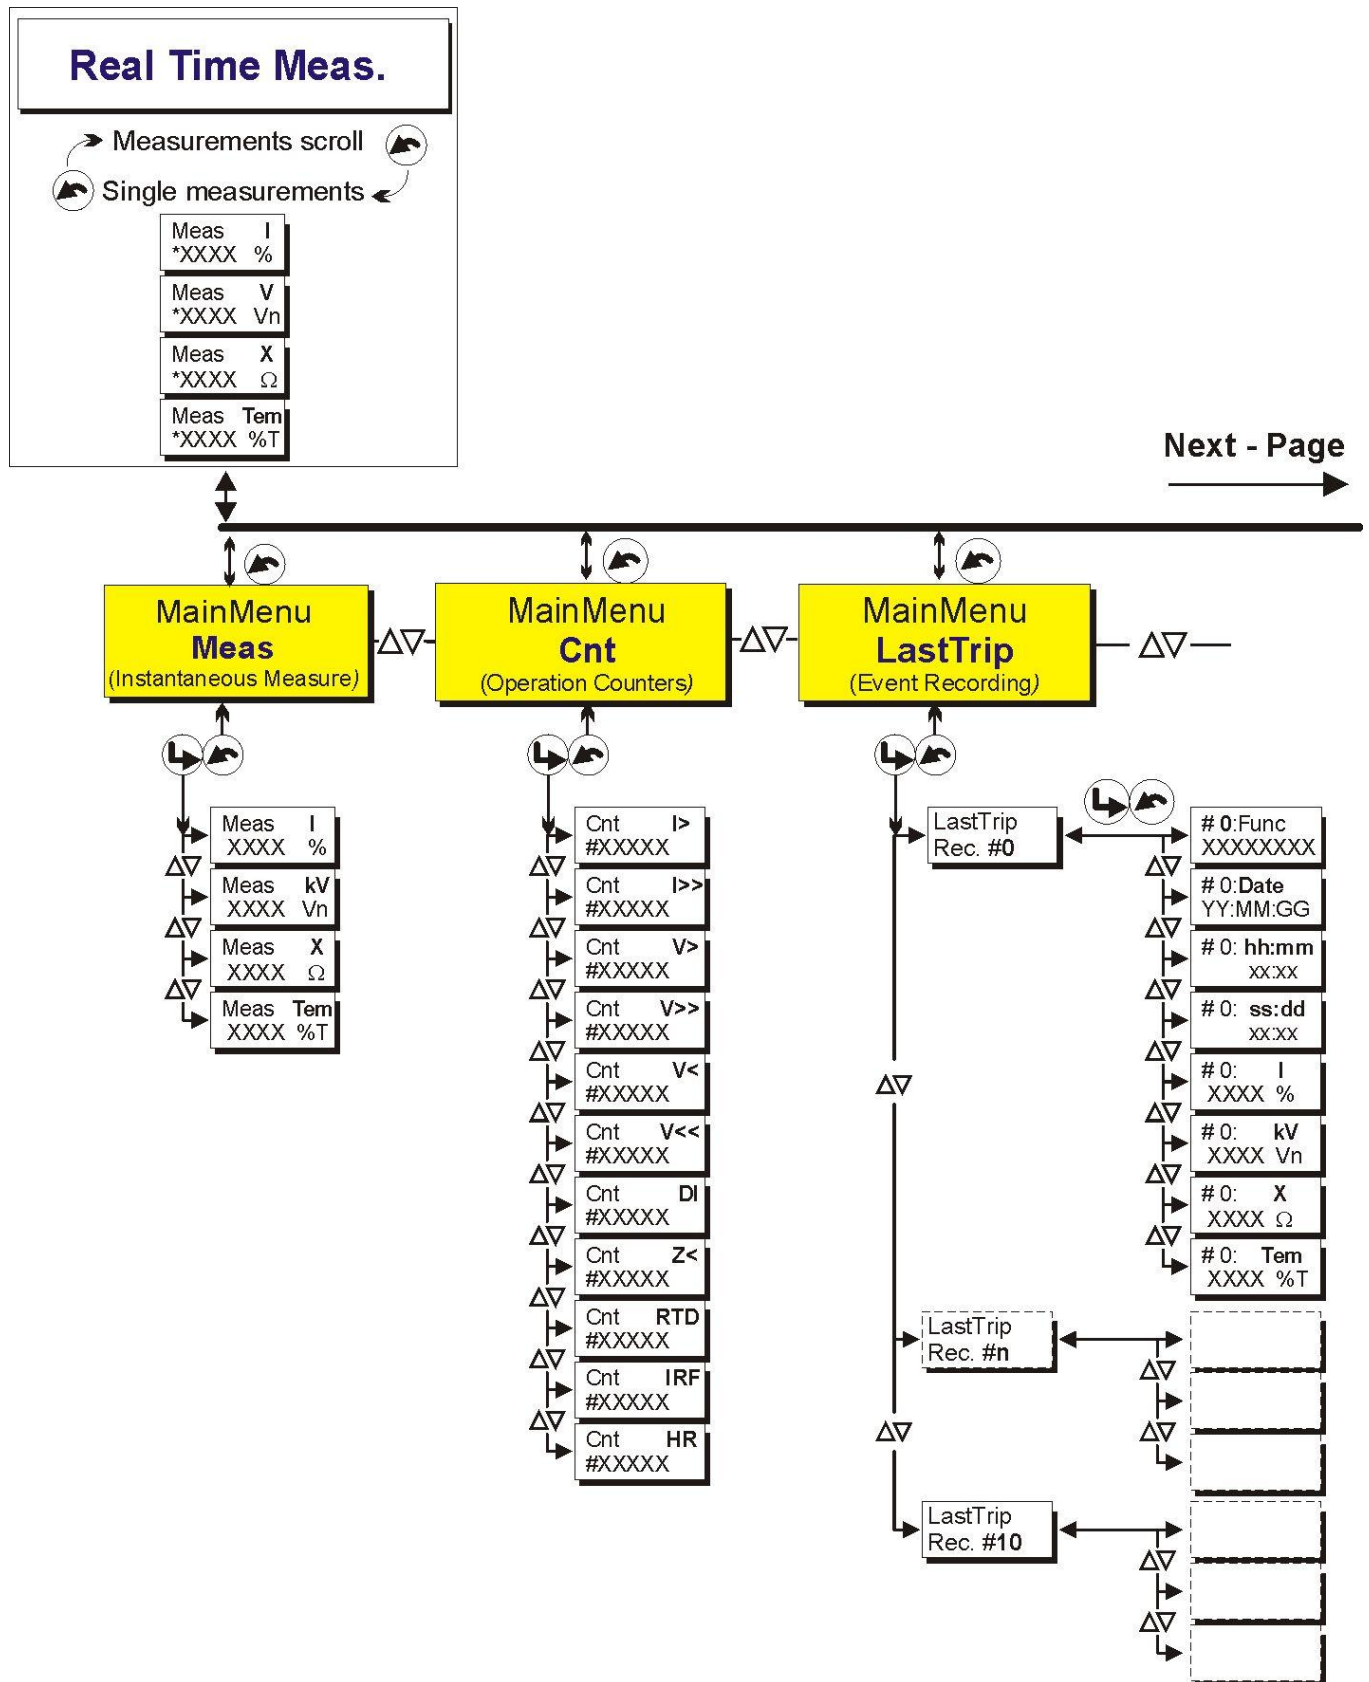 Real Time Meas.
Measurements scroll
Single measurements
Meas I
*XXXX %
Meas V
*XXXX Vn
Meas X
*XXXX Ω
Meas Tem
*XXXX %T
Next - Page
MainMenu
Meas
(Instantaneous Measure)
MainMenu
Cnt
(Operation Counters)
MainMenu
LastTrip
(Event Recording)
Meas I
XXXX %
Meas kV
XXXX Vn
Meas X
XXXX Ω
Meas Tem
XXXX %T
Cnt I>
#XXXXX
Cnt I>>
#XXXXX
Cnt V>
#XXXXX
Cnt V>>
#XXXXX
Cnt V<
#XXXXX
Cnt V<<
#XXXXX
Cnt DI
#XXXXX
Cnt Z<
#XXXXX
Cnt RTD
#XXXXX
Cnt IRF
#XXXXX
Cnt HR
#XXXXX
LastTrip
Rec. #0
# 0:Func
XXXXXXXX
# 0:Date
YY:MM:GG
# 0: hh:mm
xx:xx
# 0: ss:dd
xx:xx
# 0: I
XXXX %
# 0: kV
XXXX Vn
# 0: X
XXXX Ω
# 0: Tem
XXXX %T
LastTrip
Rec. #n
LastTrip
Rec. #10